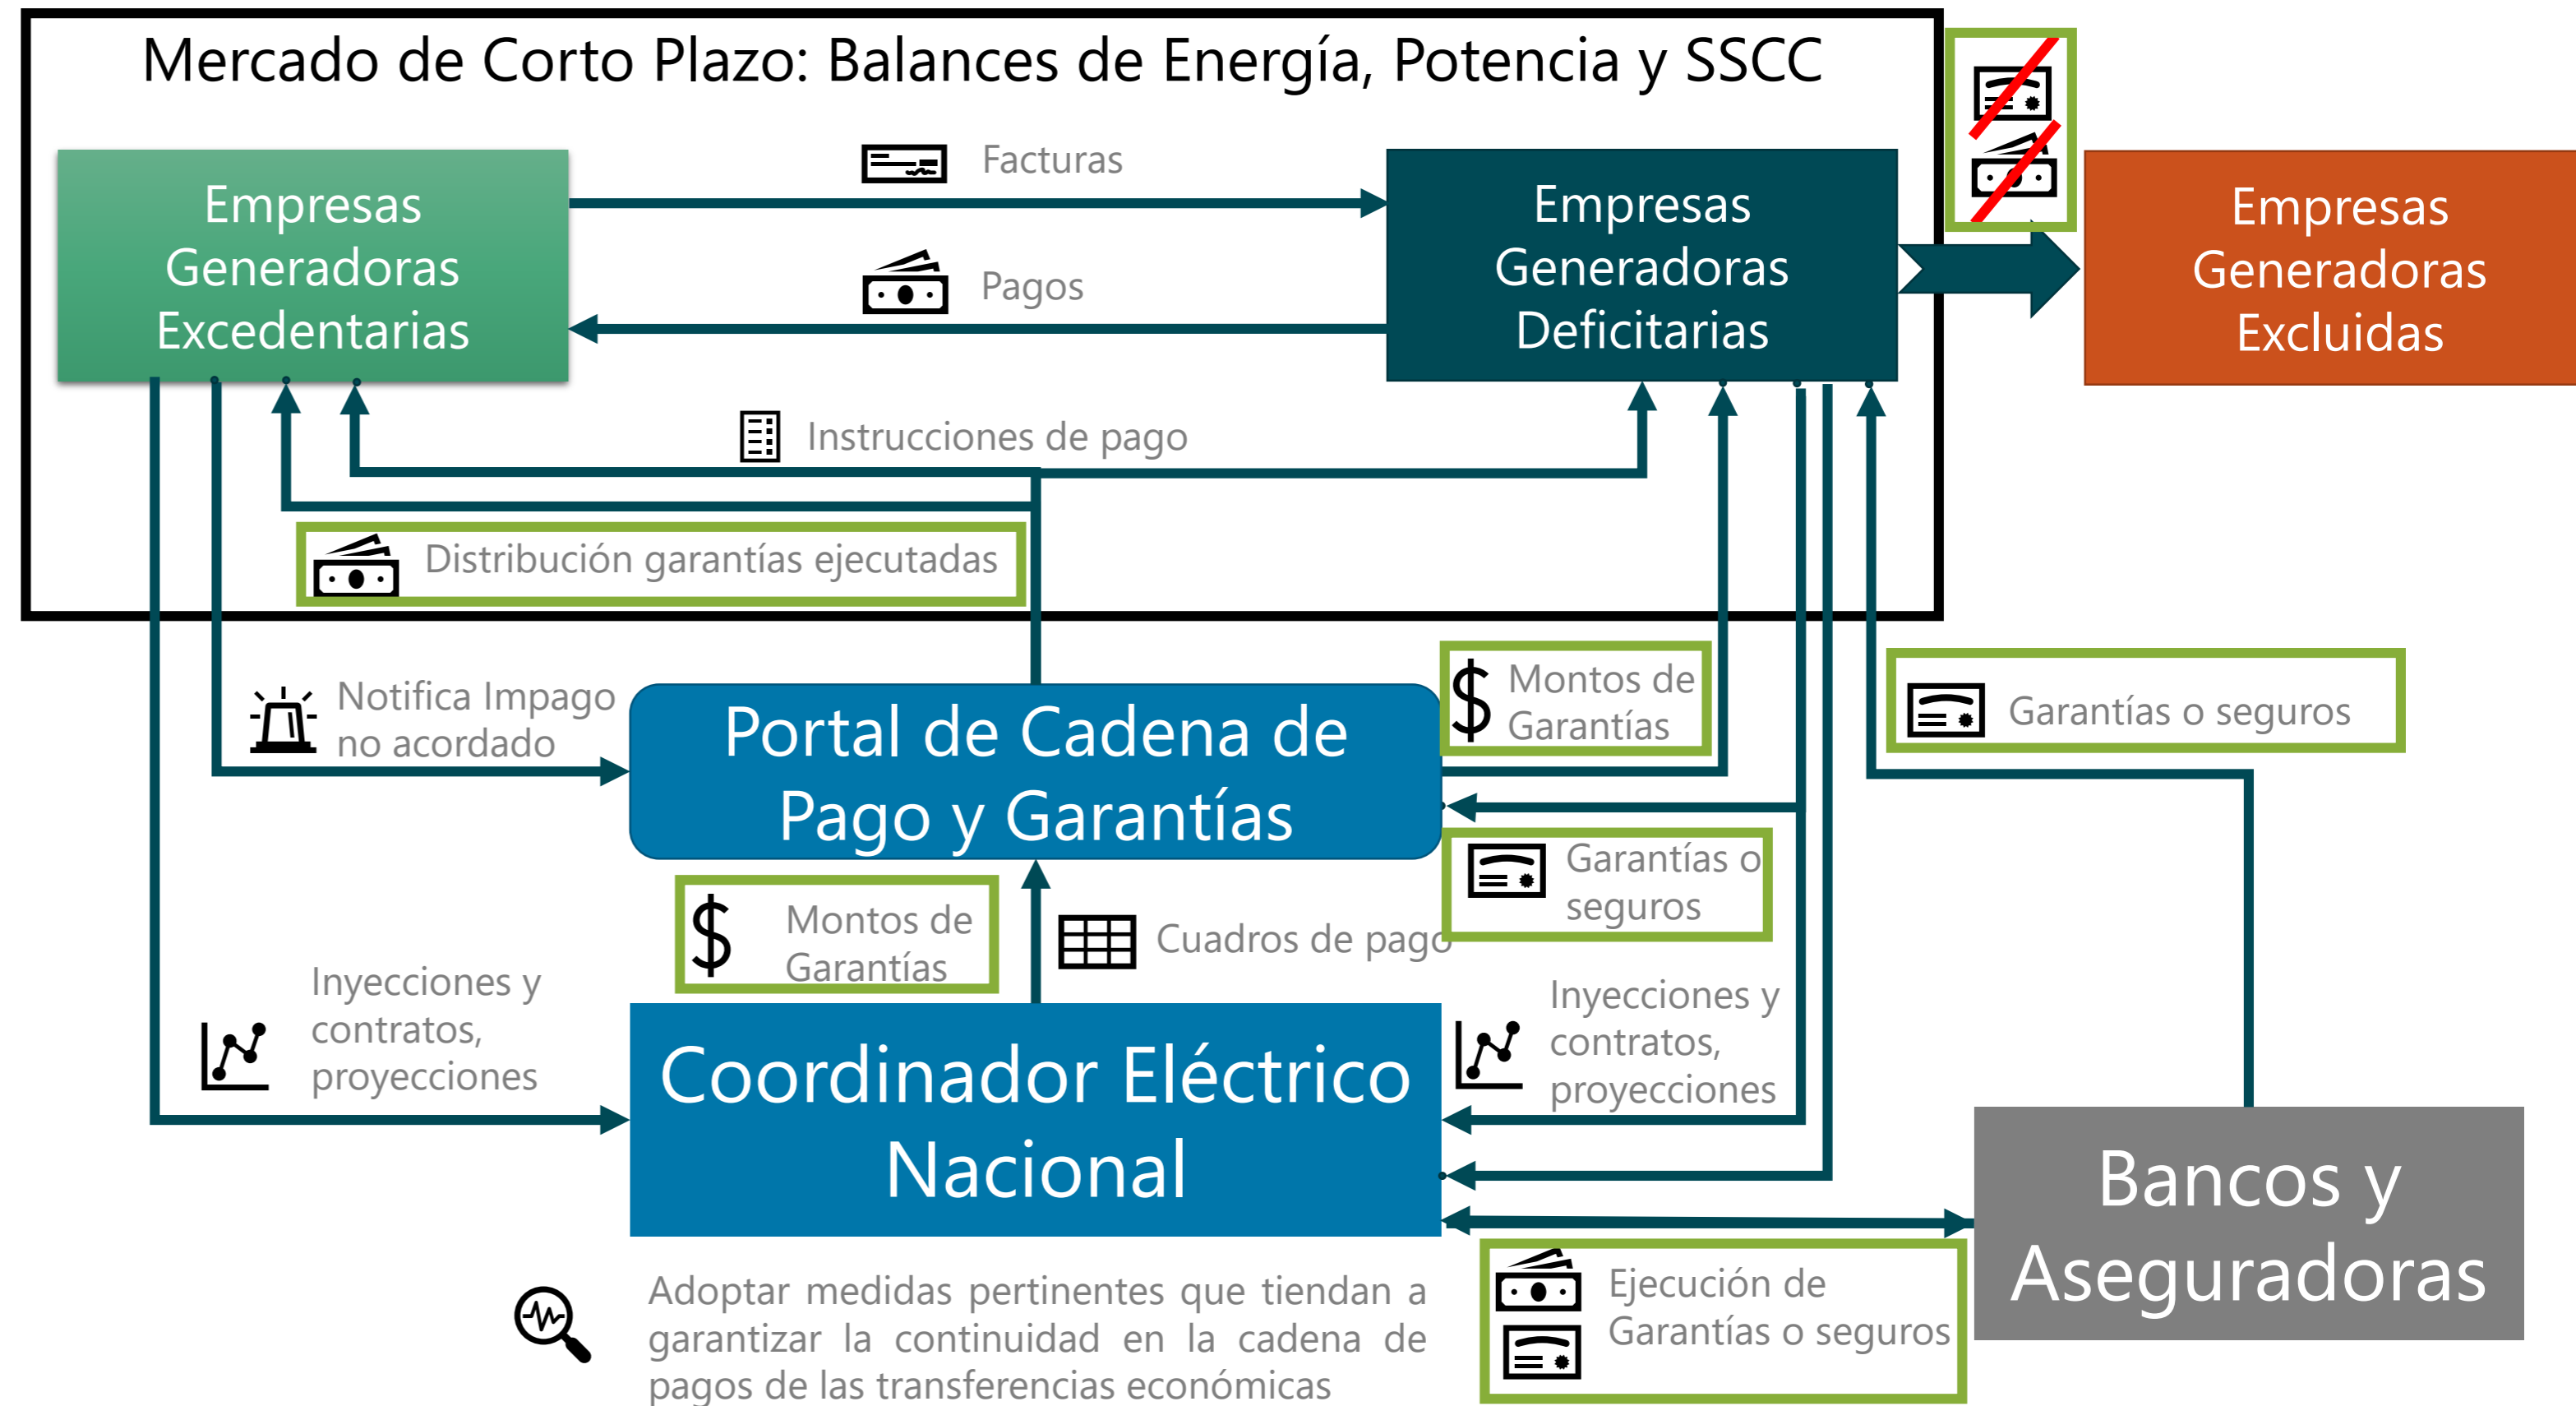 Mercado de Corto Plazo: Balances de Energía, Potencia y SSCC
Empresas
Generadoras
Excedentarias
Facturas
Pagos
Empresas
Generadoras
Deficitarias
Empresas
Generadoras
Excluidas
Instrucciones de pago
Distribución garantías ejecutadas
Notifica Impago
no acordado
Portal de Cadena de
Pago y Garantías
$ Montos de
Garantías
Garantías o seguros
Garantías o
seguros
$ Montos de
Garantías
Cuadros de pago
Inyecciones y
contratos,
proyecciones
Coordinador Eléctrico
Nacional
Inyecciones y
contratos,
proyecciones
Bancos y
Aseguradoras
Ejecución de
Garantías o seguros
Adoptar medidas pertinentes que tiendan a
garantizar la continuidad en la cadena de
pagos de las transferencias económicas